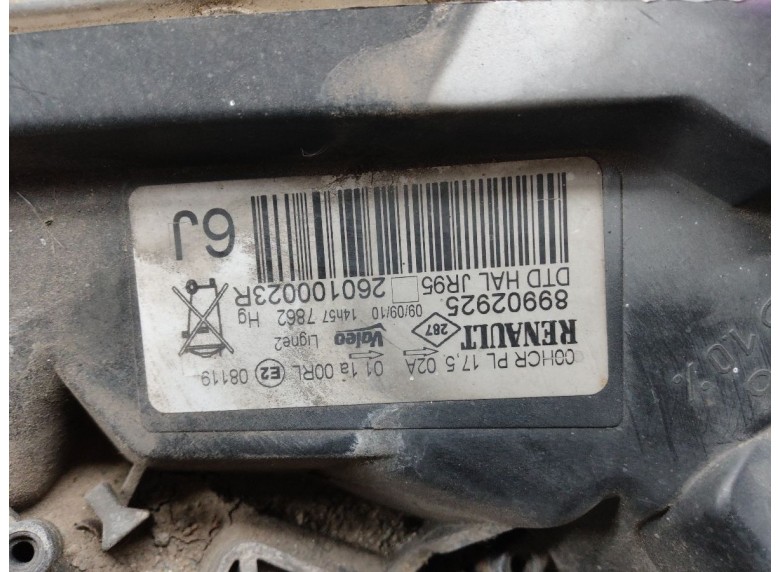 00HCR PL 17,5 02A 01 1a 00RL E2 08119
RENAULT 287 Valeo Ligne2
89902925 09/09/10 14h57 7862 Hg
DTD HAL JR95 260100023R
6J